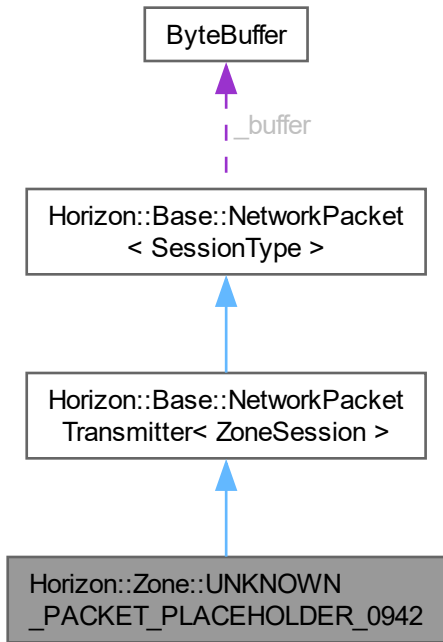 ByteBuffer
_buffer
Horizon::Base::NetworkPacket
< SessionType >
Horizon::Base::NetworkPacket
Transmitter< ZoneSession >
Horizon::Zone::UNKNOWN
_PACKET_PLACEHOLDER_0942